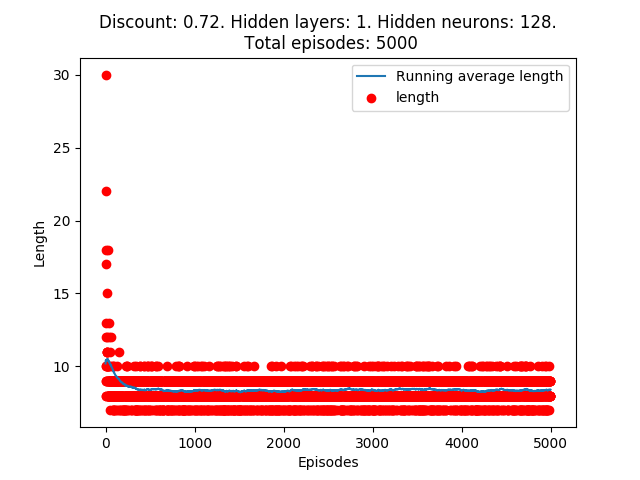 Discount: 0.72. Hidden layers: 1. Hidden neurons: 128.
Total episodes: 5000
Running average length
length
30
25
20
15
10
Length
0 1000 2000 3000 4000 5000
Episodes